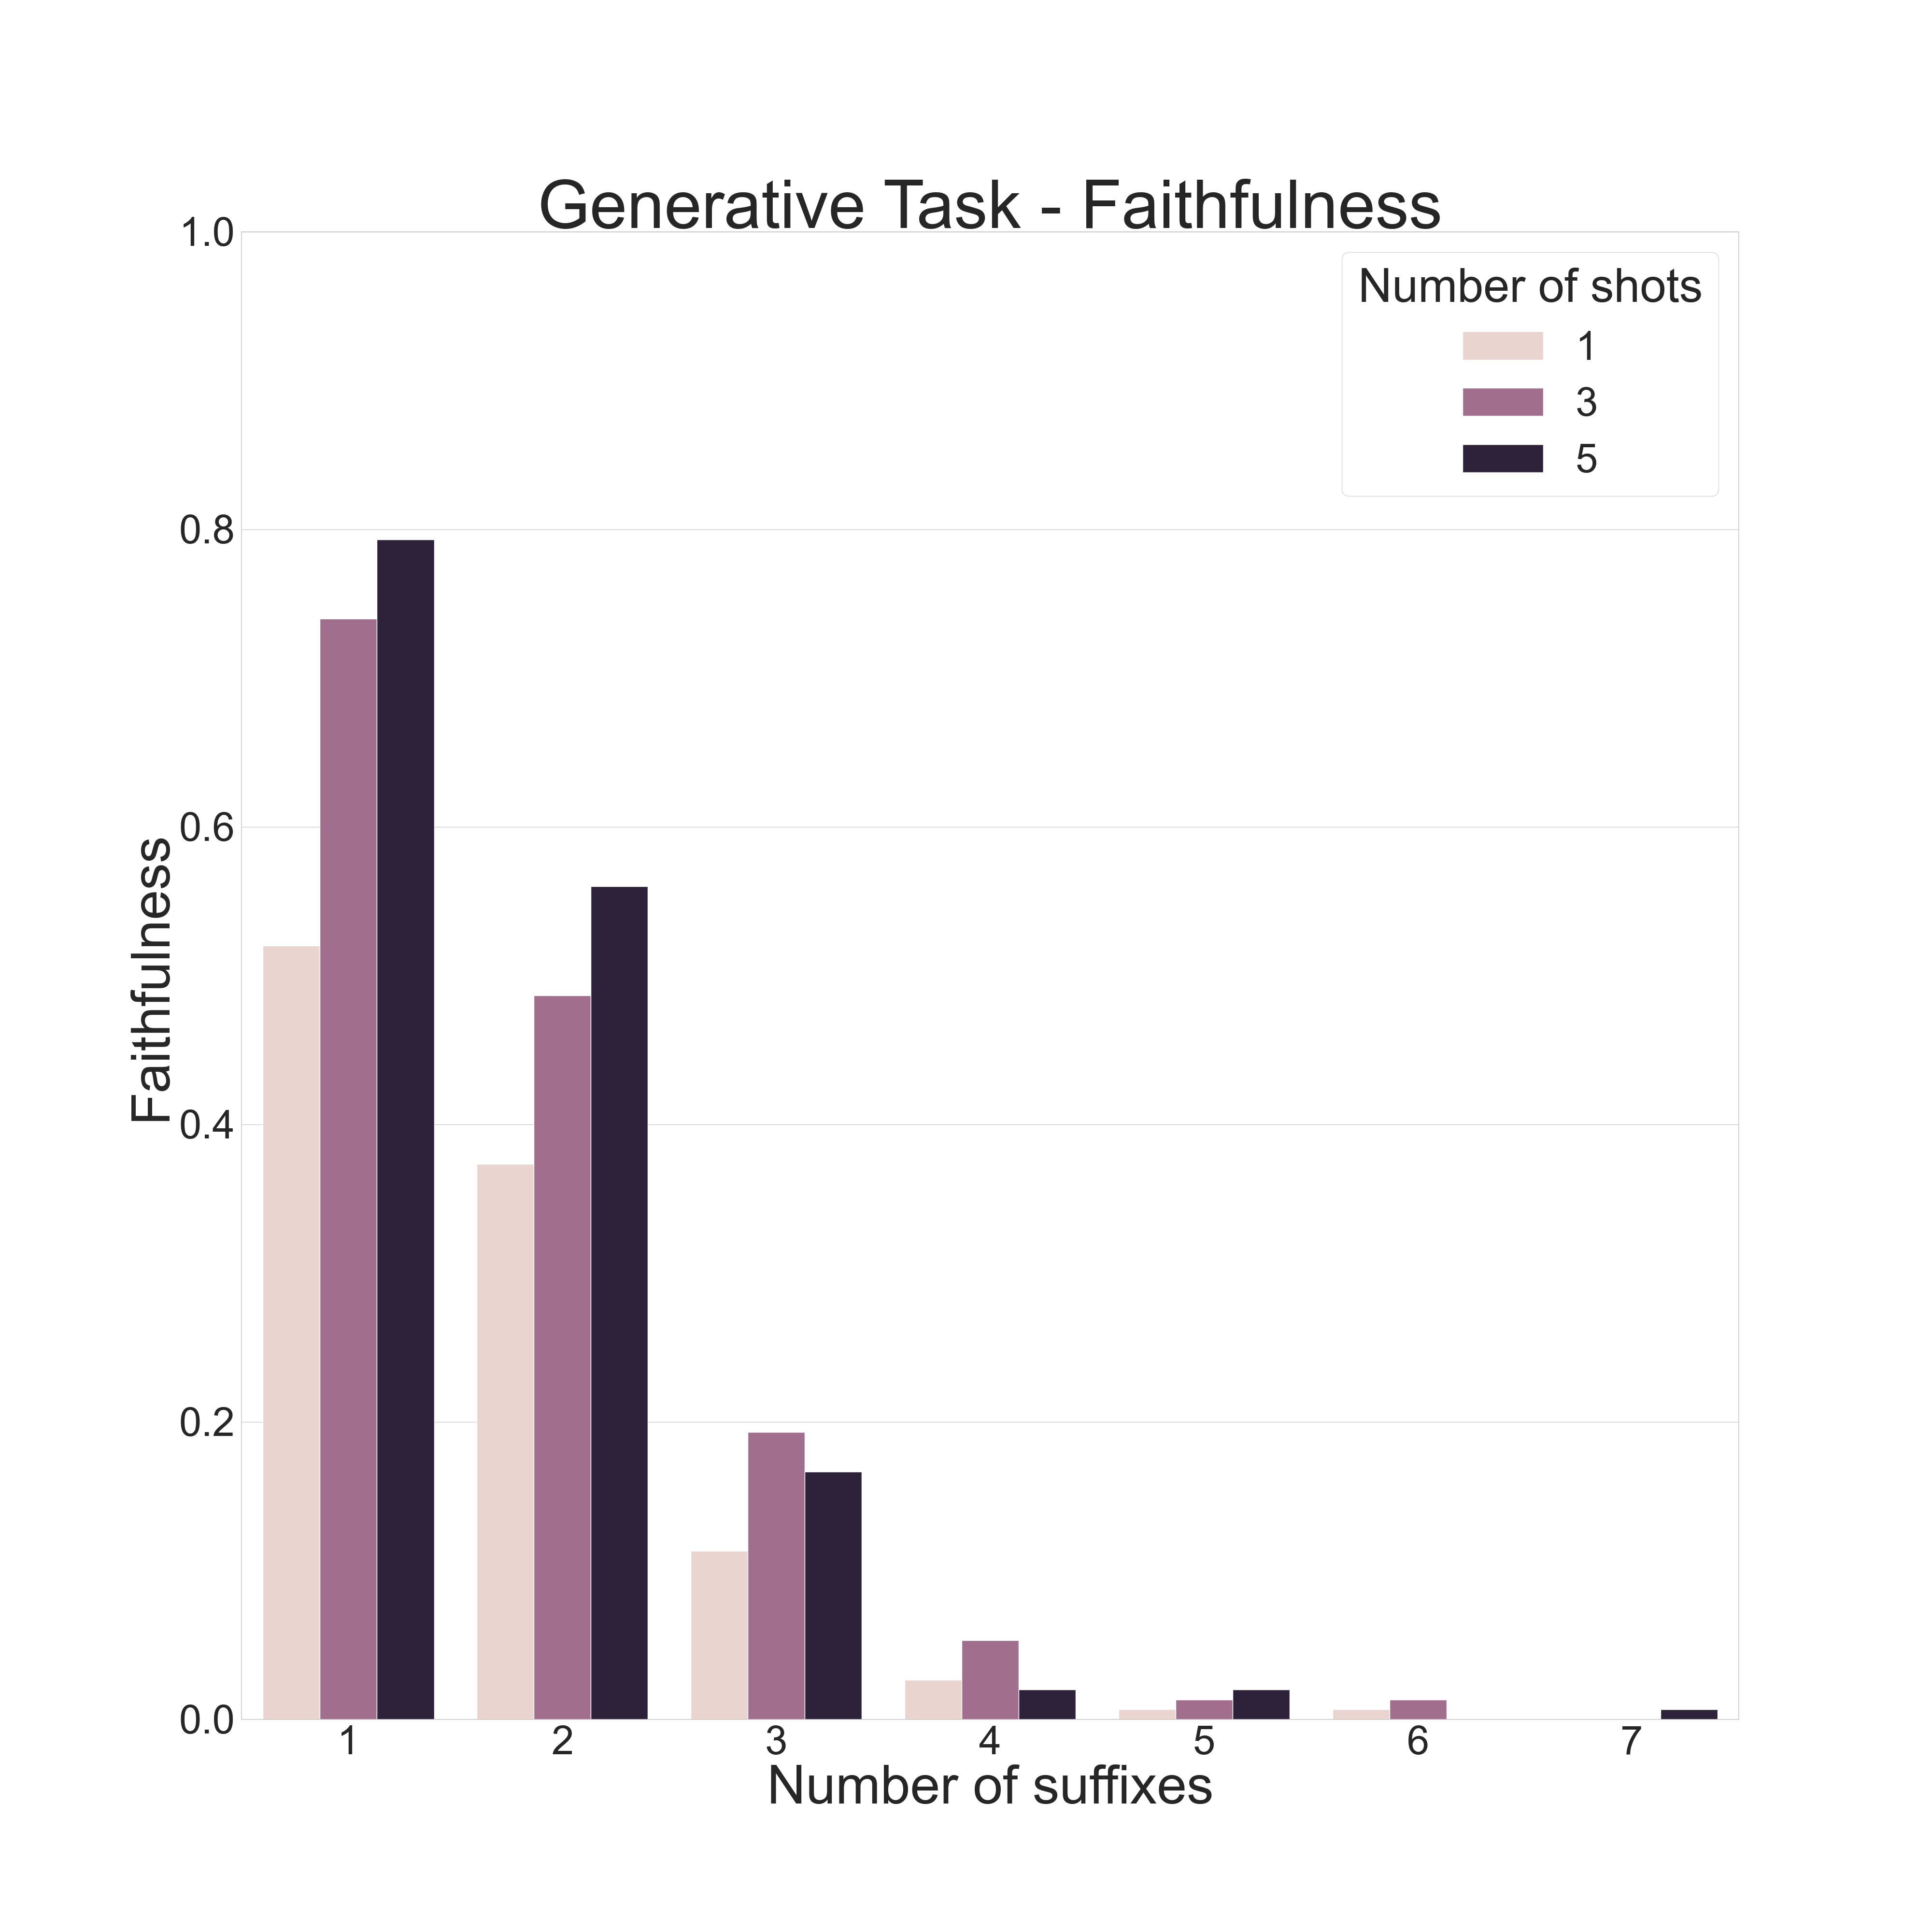 Generative Task - Faithfulness
Number of shots
1
3
5
1.0
0.8
0.6
0.4
0.2
0.0
Faithfulness
1 2 3 4 5 6 7
Number of suffixes